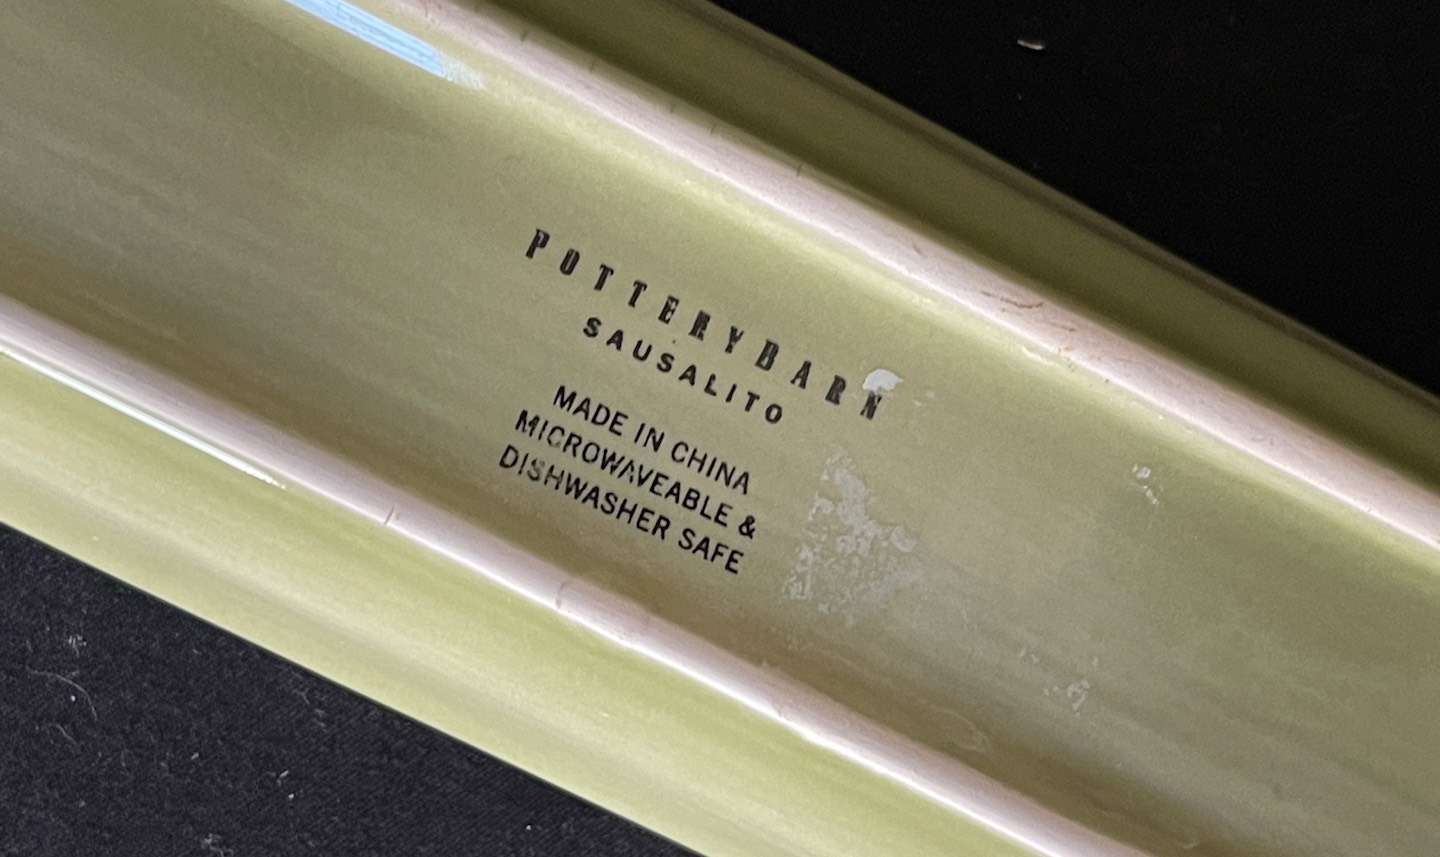 POTTERYBARN
SAUSALITO
MADE IN CHINA
MICROWAVEABLE &
DISHWASHER SAFE